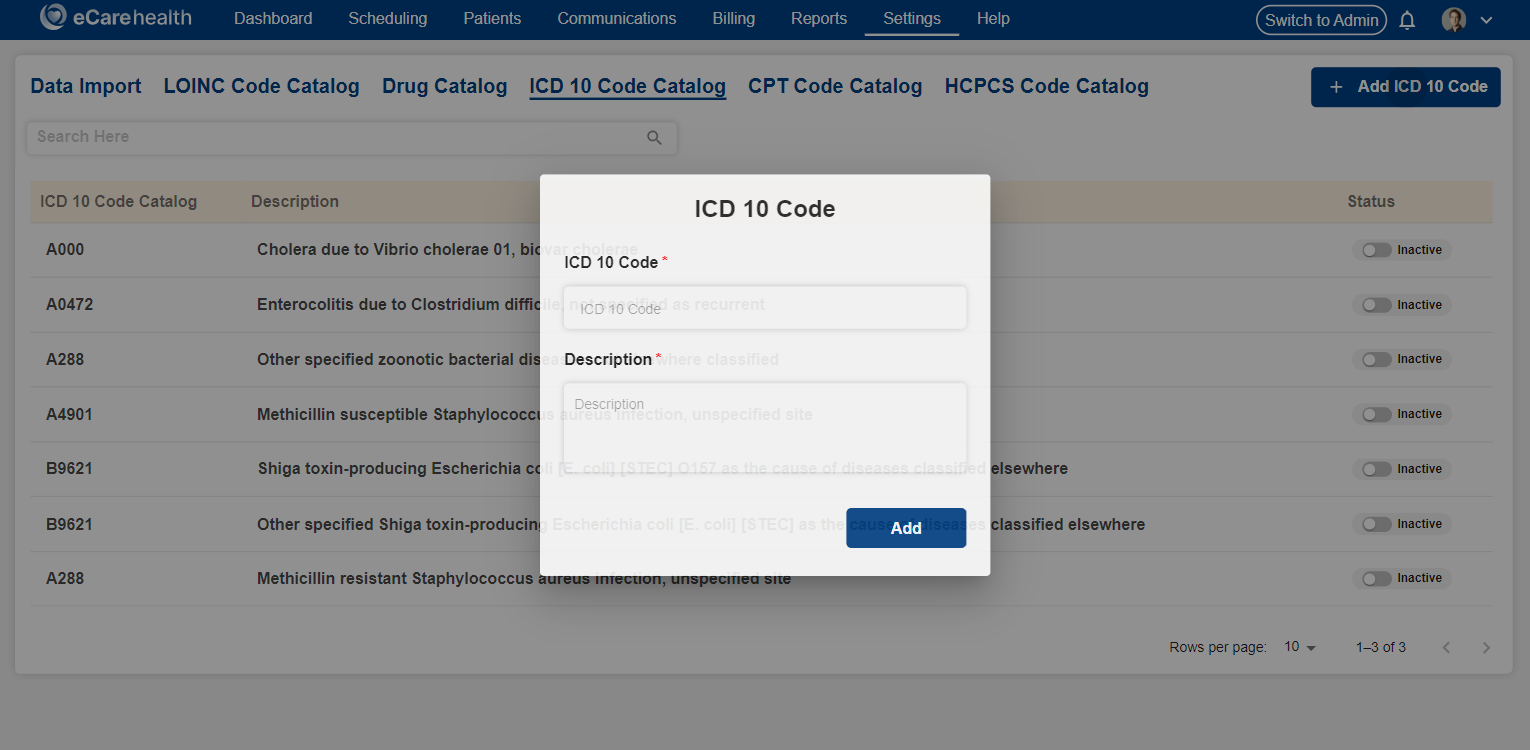 eCarehealth Dashboard Scheduling Patients Communications Billing Reports Settings Help Switch to Admin
Data Import LOINC Code Catalog Drug Catalog ICD 10 Code Catalog CPT Code Catalog HCPCS Code Catalog + Add ICD 10 Code
Search Here
ICD 10 Code Catalog Description Status
A000 Cholera due to Vibrio cholerae 01, biovar cholerae Inactive
A0472 Enterocolitis due to Clostridium difficile, not specified as recurrent Inactive
A288 Other specified zoonotic bacterial diseases elsewhere classified Inactive
A4901 Methicillin susceptible Staphylococcus aureus infection, unspecified site Inactive
B9621 Shiga toxin-producing Escherichia coli [E. coli] [STEC] O157 as the cause of diseases classified elsewhere Inactive
B9621 Other specified Shiga toxin-producing Escherichia coli [E. coli] [STEC] as the cause of diseases classified elsewhere Inactive
A288 Methicillin resistant Staphylococcus aureus infection, unspecified site Inactive
ICD 10 Code
ICD 10 Code *
ICD 10 Code
Description *
Description
Add
Rows per page: 10 1–3 of 3